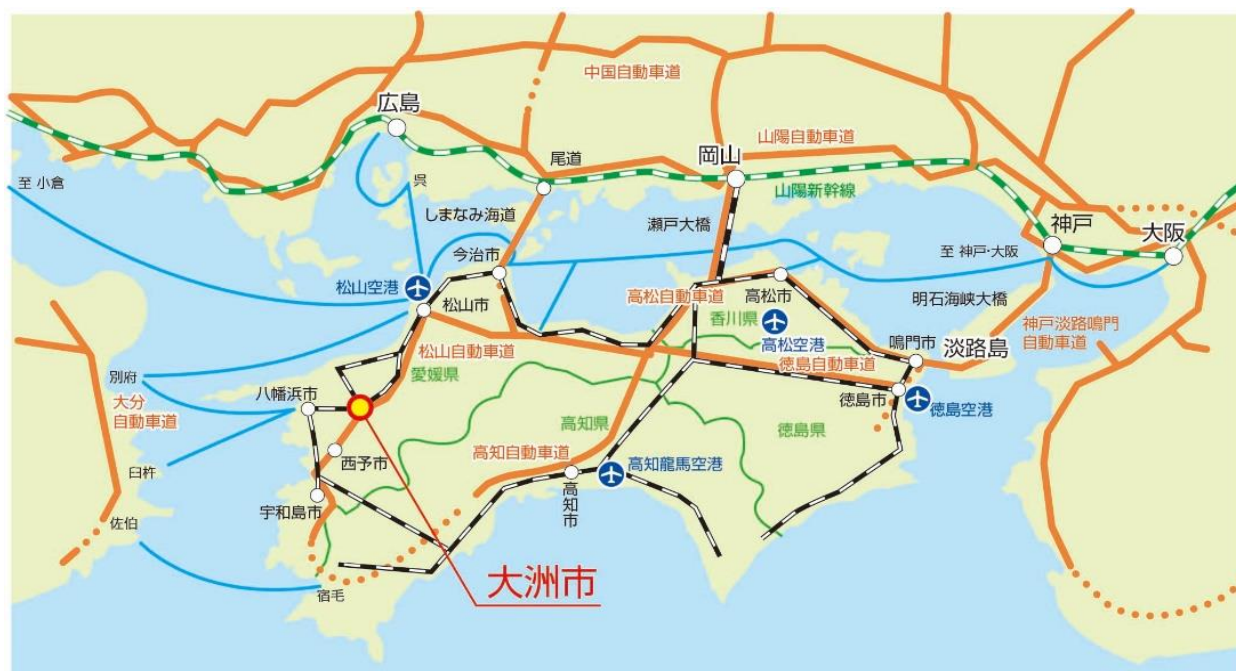 中国自動車道
広島
山陽自動車道
尾道
岡山
至 小倉
呉
山陽新幹線
しまなみ海道
瀬戸大橋
神戸
大阪
今治市
至 神戸・大阪
松山空港
松山市
高松自動車道
高松市
明石海峡大橋
香川県
神戸淡路鳴門
自動車道
高松空港
鳴門市
淡路島
松山自動車道
徳島自動車道
愛媛県
別府
八幡浜市
大分
自動車道
徳島市
徳島空港
高知県
徳島県
西予市
高知自動車道
高知龍馬空港
臼杵
宇和島市
高知市
佐伯
大洲市
宿毛